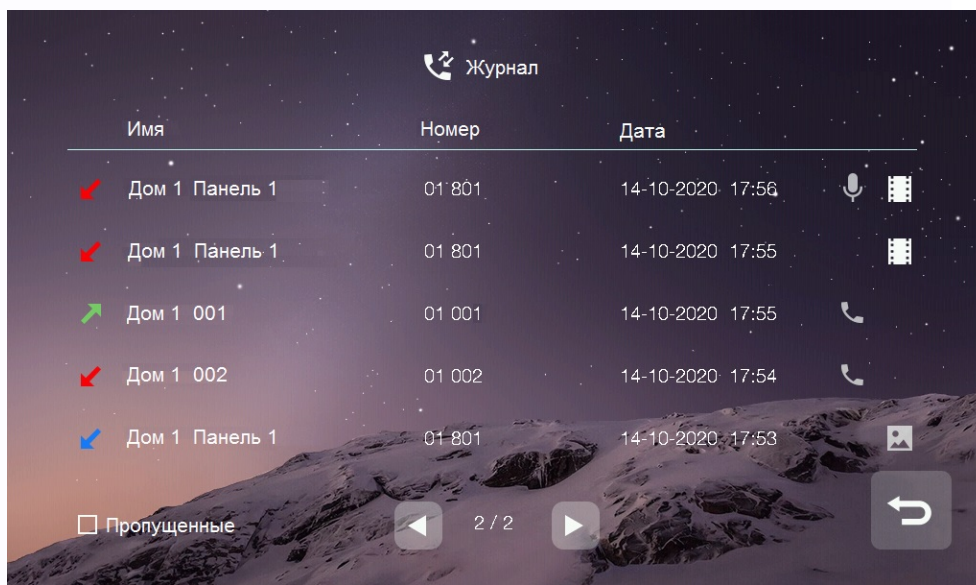 Журнал
Имя Номер Дата
Дом 1 Панель 1 01 801 14-10-2020 17:56
Дом 1 Панель 1 01 801 14-10-2020 17:55
Дом 1 001 01 001 14-10-2020 17:55
Дом 1 002 01 002 14-10-2020 17:54
Дом 1 Панель 1 01 801 14-10-2020 17:53
Пропущенные 2 / 2